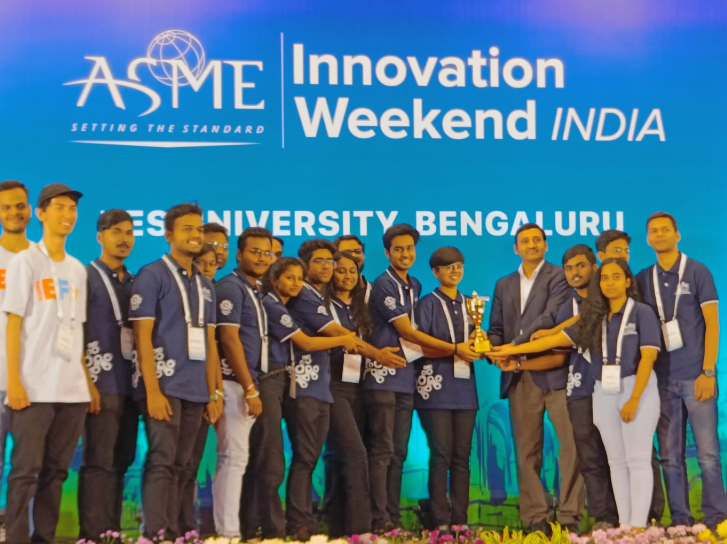 ASME
SETTING THE STANDARD
Innovation
Weekend INDIA
UNIVERSITY, BENGALURU